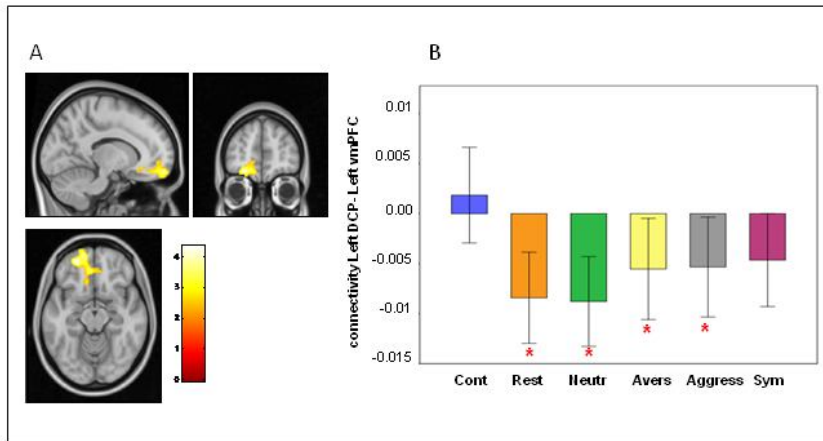 A
B
4
3
2
1
0
connectivity Left DCP- Left vmPFC
0.01
0.005
0.00
-0.005
-0.01
-0.015
* * * *
Cont Rest Neutr Avers Aggress Sym